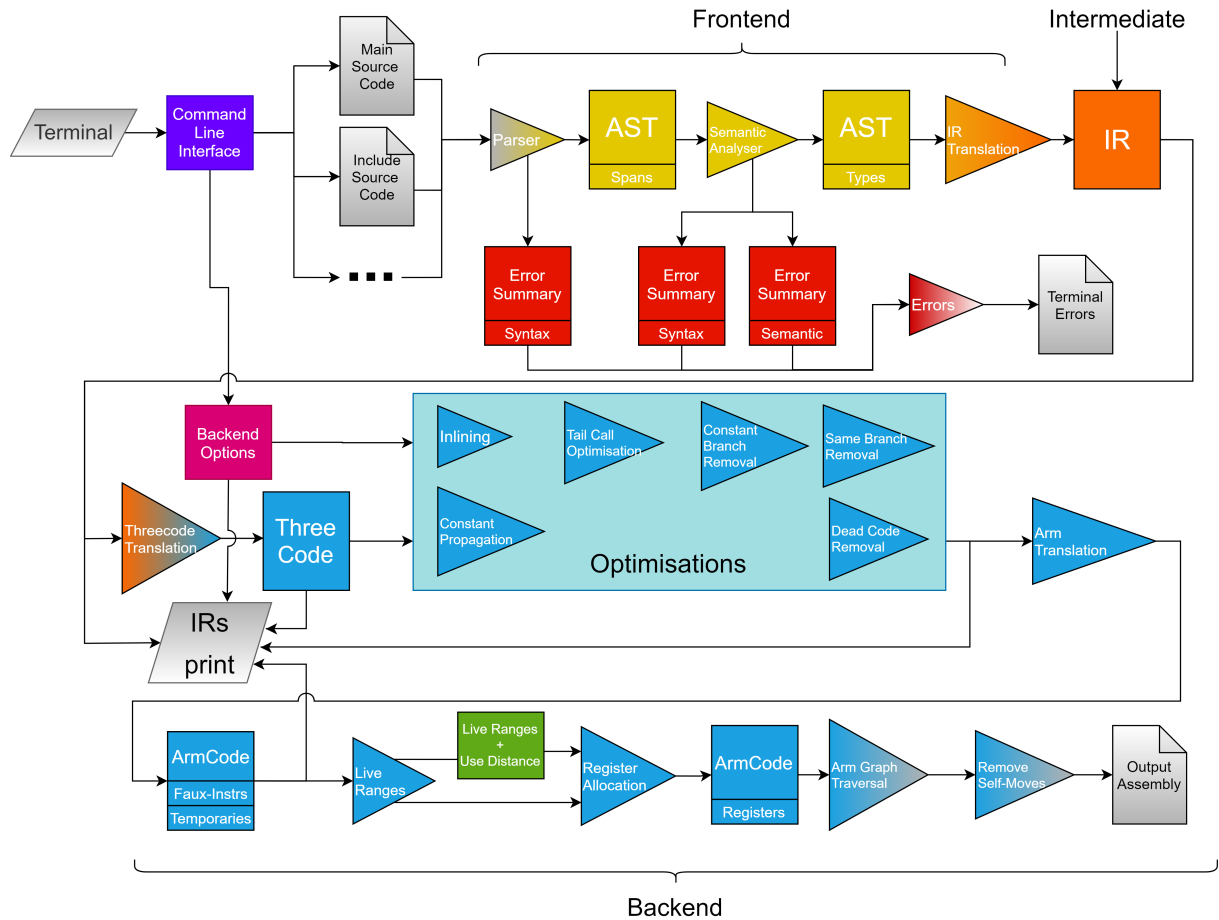 Frontend
Intermediate
Main
Source
Code
Terminal
Command
Line
Interface
Include
Source
Code
Parser
AST
Spans
Semantic
Analyser
AST
Types
IR
Translation
IR
Error
Summary
Syntax
Error
Summary
Syntax
Error
Summary
Semantic
Errors
Terminal
Errors
Backend
Options
Inlining
Tail Call
Optimisation
Constant
Branch
Removal
Same Branch
Removal
Threecode
Translation
Three
Code
Constant
Propagation
Dead Code
Removal
Optimisations
Arm
Translation
IRs
print
ArmCode
Faux-Instrs
Temporaries
Live
Ranges
Live Ranges
+
Use Distance
Register
Allocation
ArmCode
Registers
Arm Graph
Traversal
Remove
Self-Moves
Output
Assembly
Backend